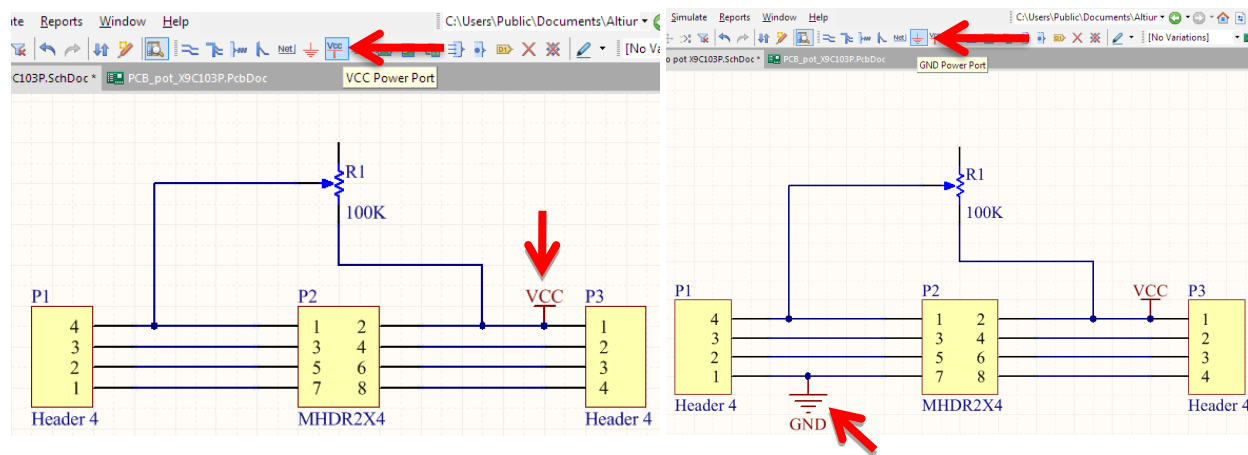 ate Reports Window Help C:\Users\Public\Documents\Altiur
Net Vcc [No Va
C103P.SchDoc * PCB_pot_X9C103P.PcbDoc
VCC Power Port
R1
100K
VCC
P1 P2 P3
4 1 2 1
3 3 4 2
2 5 6 3
1 7 8 4
Header 4 MHDR2X4 Header 4
Simulate Reports Window Help C:\Users\Public\Documents\Altiur
Net [No Variations]
o pot X9C103P.SchDoc * PCB_pot_X9C103P.PcbDoc
GND Power Port
R1
100K
VCC
P1 P2 P3
4 1 2 1
3 3 4 2
2 5 6 3
1 7 8 4
Header 4 MHDR2X4 Header 4
GND